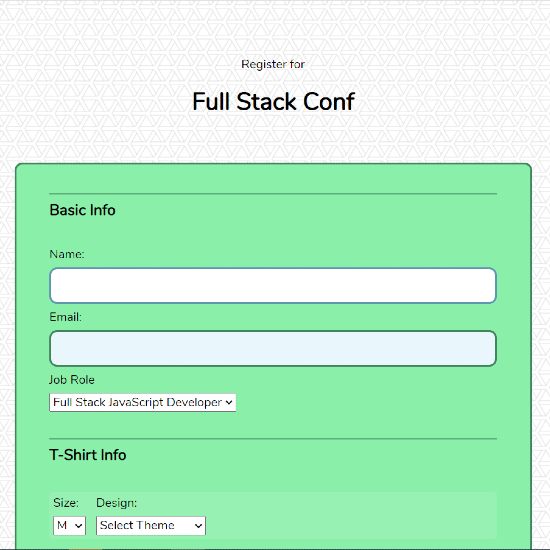 Register for
Full Stack Conf
Basic Info
Name:
Email:
Job Role
Full Stack JavaScript Developer
T-Shirt Info
Size: Design:
M Select Theme